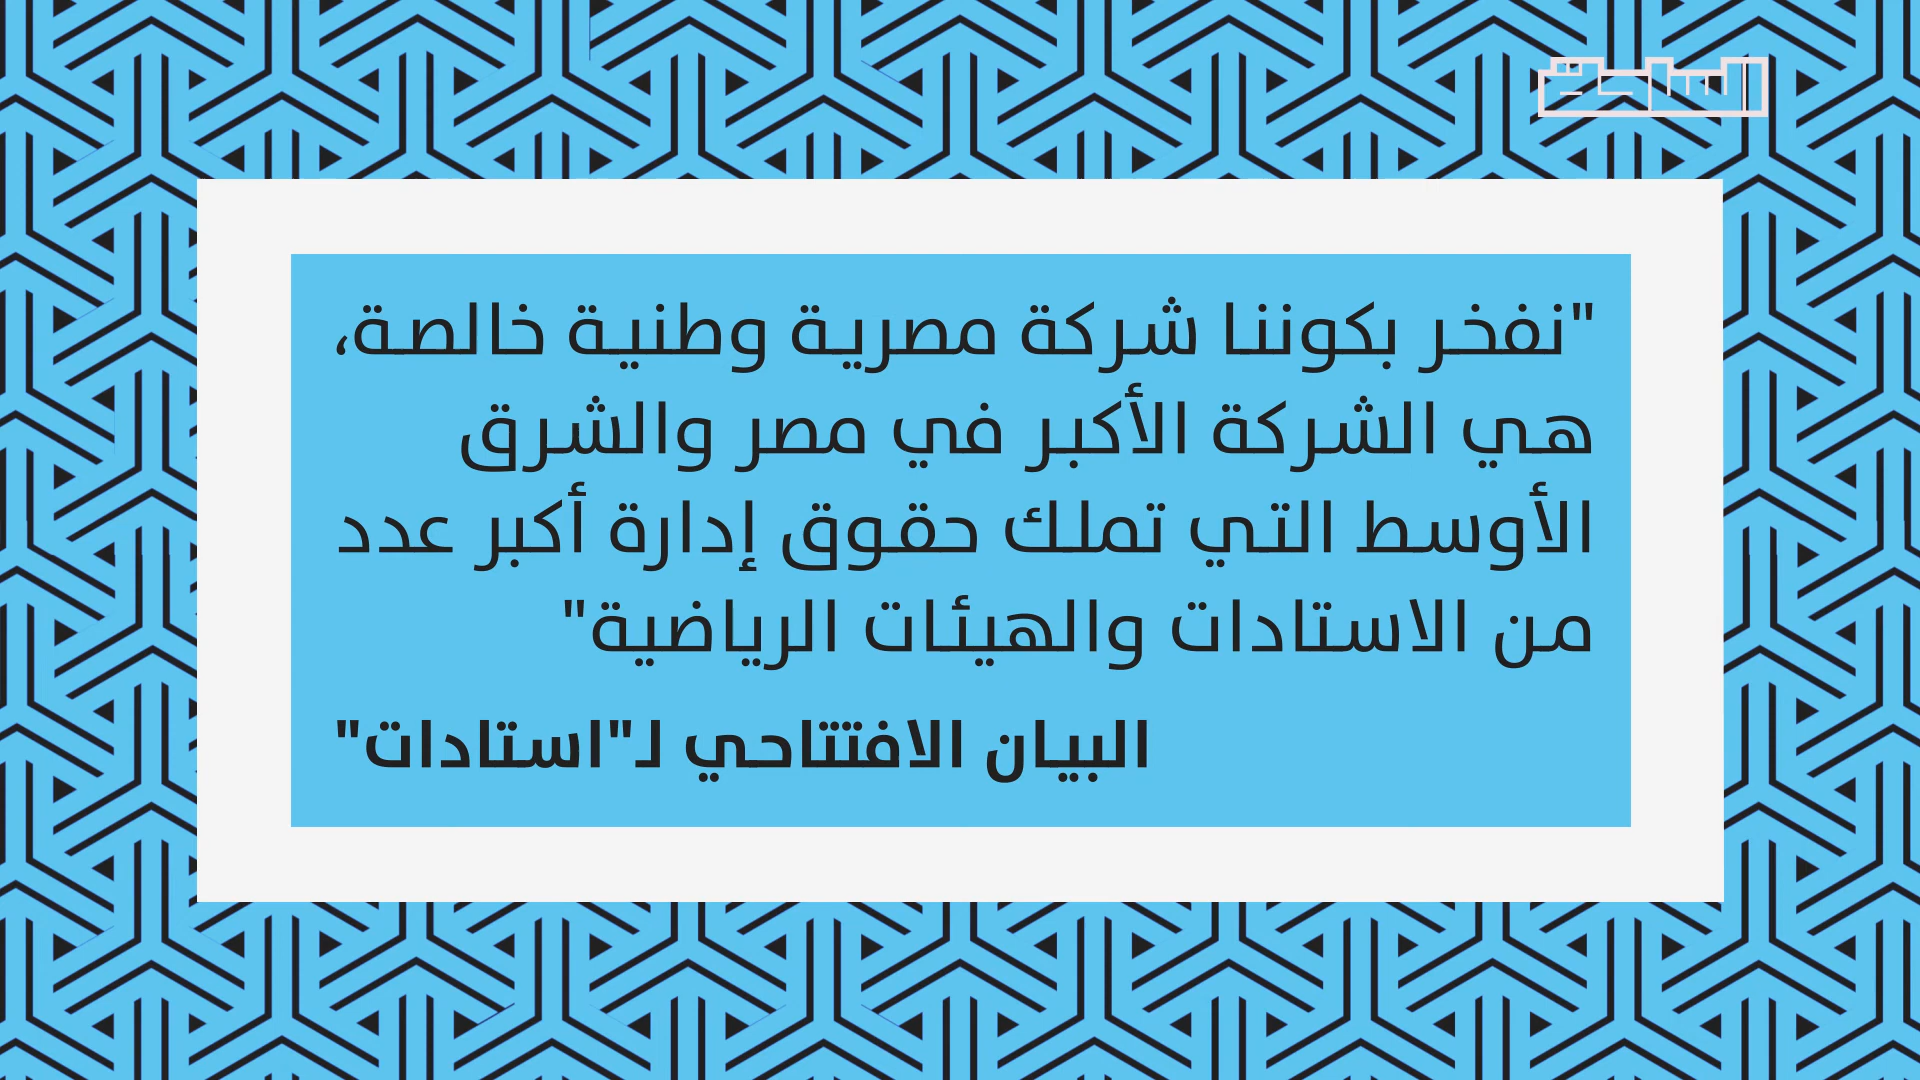 "نفخر بكوننا شركة مصرية وطنية خالصة،
هي الشركة الأكبر في مصر والشرق
الأوسط التي تملك حقوق إدارة أكبر عدد
من الاستادات والهيئات الرياضية"
البيان الافتتاحي لـ"استادات"